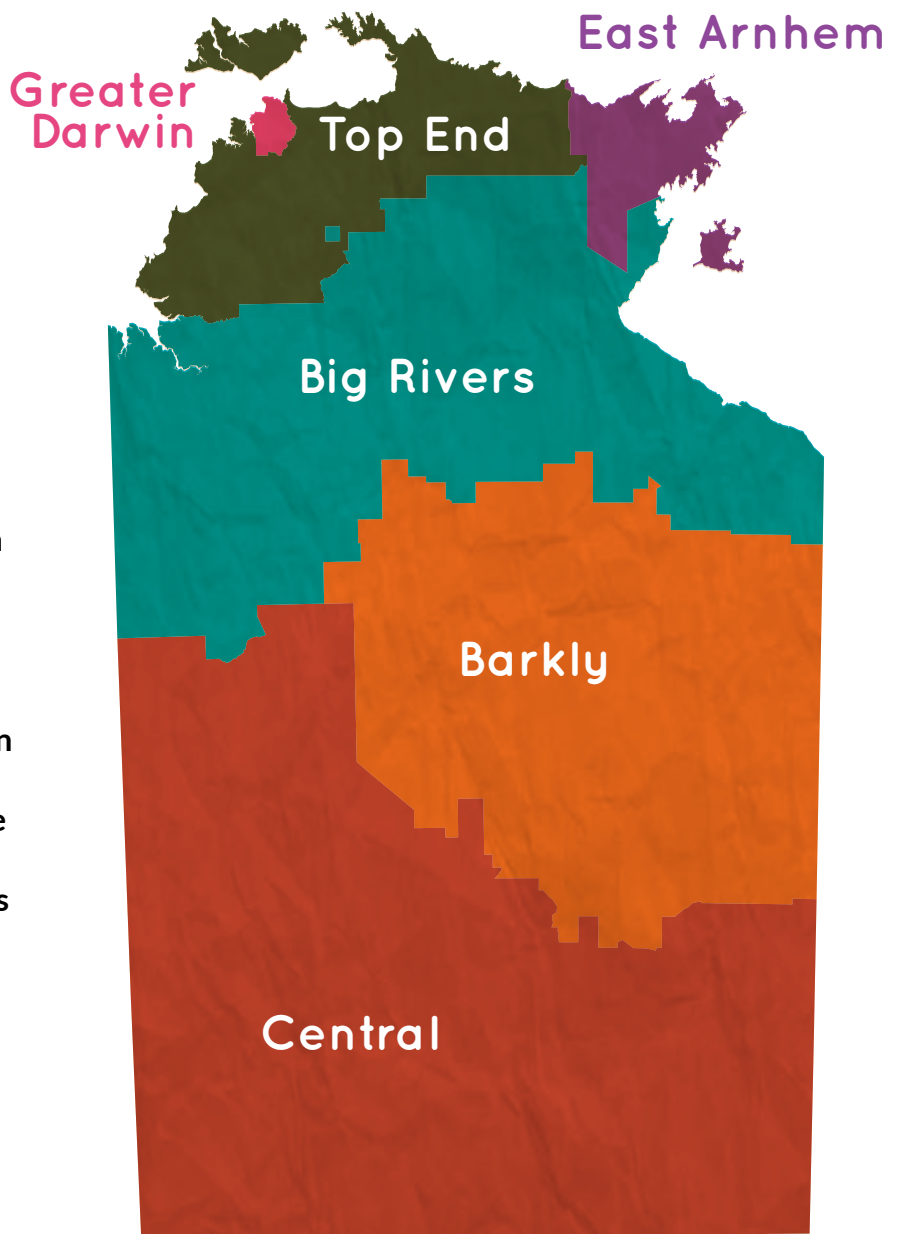 East Arnhem
Greater
Darwin
Top End
Big Rivers
Barkly
Central
n
e
s